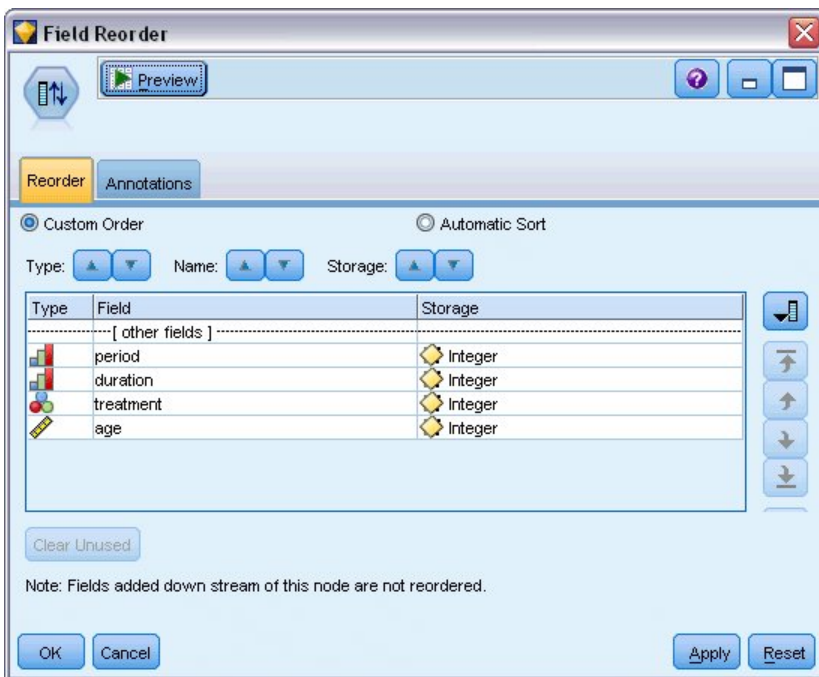 Field Reorder
Preview
Reorder Annotations
Custom Order Automatic Sort
Type: Name: Storage:
Type Field Storage
[ other fields ]
period Integer
duration Integer
treatment Integer
age Integer
Clear Unused
Note: Fields added down stream of this node are not reordered.
OK Cancel Apply Reset